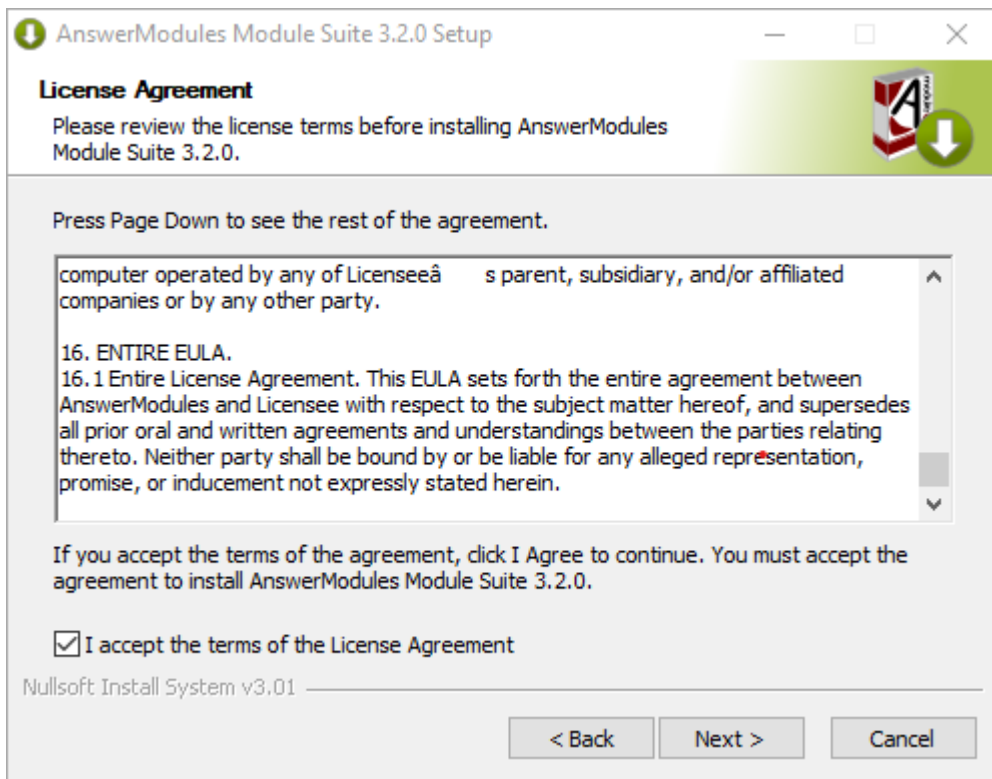 AnswerModules Module Suite 3.2.0 Setup
License Agreement
Please review the license terms before installing AnswerModules
Module Suite 3.2.0.
Press Page Down to see the rest of the agreement.
computer operated by any of Licenseeâ s parent, subsidiary, and/or affiliated
companies or by any other party.
16. ENTIRE EULA.
16.1 Entire License Agreement. This EULA sets forth the entire agreement between
AnswerModules and Licensee with respect to the subject matter hereof, and supersedes
all prior oral and written agreements and understandings between the parties relating
thereto. Neither party shall be bound by or be liable for any alleged representation,
promise, or inducement not expressly stated herein.
If you accept the terms of the agreement, click I Agree to continue. You must accept the
agreement to install AnswerModules Module Suite 3.2.0.
I accept the terms of the License Agreement
Nullsoft Install System v3.01
< Back
Next >
Cancel